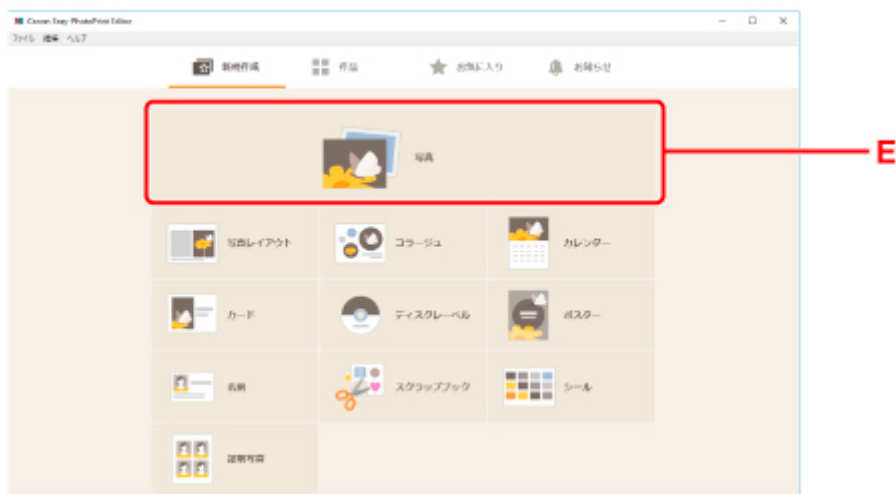 Canon Easy-PhotoPrint Editor
ファイル 編集 ヘルプ
新規作成 作品 お気に入り お知らせ
写真
E
写真レイアウト コラージュ カレンダー
カード ディスクレーベル ポスター
名刺 スクラップブック シール
証明写真